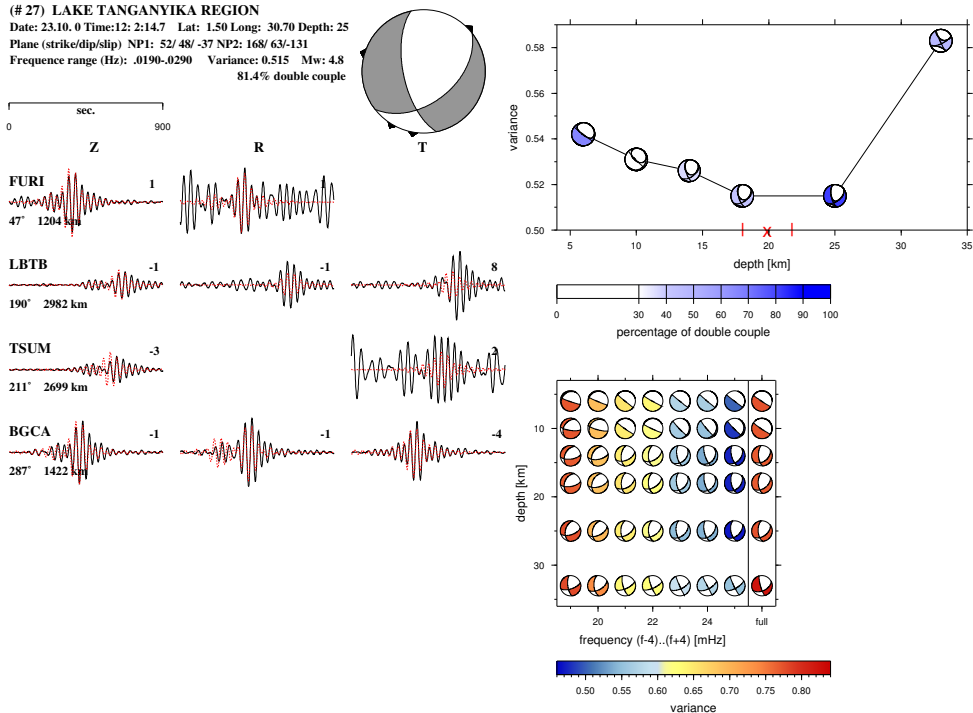 (# 27) LAKE TANGANYIKA REGION
Date: 23.10. 0 Time:12: 2:14.7 Lat: 1.50 Long: 30.70 Depth: 25
Plane (strike/dip/slip) NP1: 52/ 48/ -37 NP2: 168/ 63/-131
Frequence range (Hz): .0190-.0290 Variance: 0.515 Mw: 4.8
81.4% double couple
sec.
0 900
Z R T
FURI 1 1
47° 1204 km
LBTB -1 -1 8
190° 2982 km
TSUM -3 2
211° 2699 km
BGCA -1 -1 -4
287° 1422 km
0.58
0.56
0.54
0.52
0.50
variance
x
5 10 15 20 25 30 35
depth [km]
0 30 40 50 60 70 80 90 100
percentage of double couple
10
20
30
depth [km]
20 22 24 full
frequency (f-4)..(f+4) [mHz]
0.50 0.55 0.60 0.65 0.70 0.75 0.80
variance